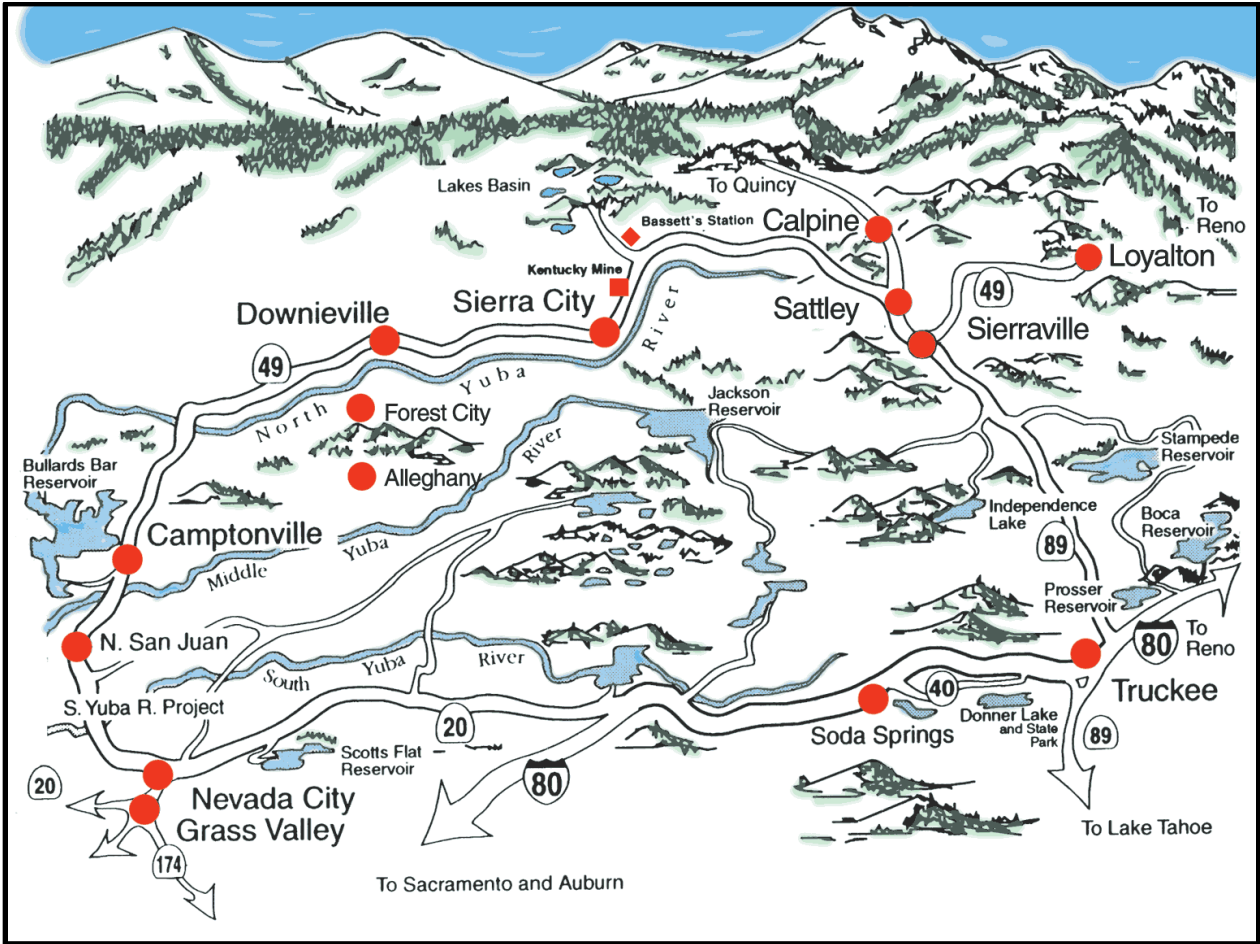 Lakes Basin
To Quincy
Bassett's Station
Calpine
To
Reno
Loyalton
Kentucky Mine
Sierra City
Downieville
Sattley
49
Sierraville
49
River
North Yuba
Forest City
Jackson
Reservoir
River
Alleghany
Bullards Bar
Reservoir
Stampede
Reservoir
Camptonville
Independence
Lake
Boca
Reservoir
Middle Yuba
89
Prosser
Reservoir
N. San Juan
80
To
Reno
South Yuba River
S. Yuba R. Project
Truckee
40
20
Soda Springs
Donner Lake
and State
Park
89
Scotts Flat
Reservoir
20
80
Nevada City
Grass Valley
174
To Lake Tahoe
To Sacramento and Auburn